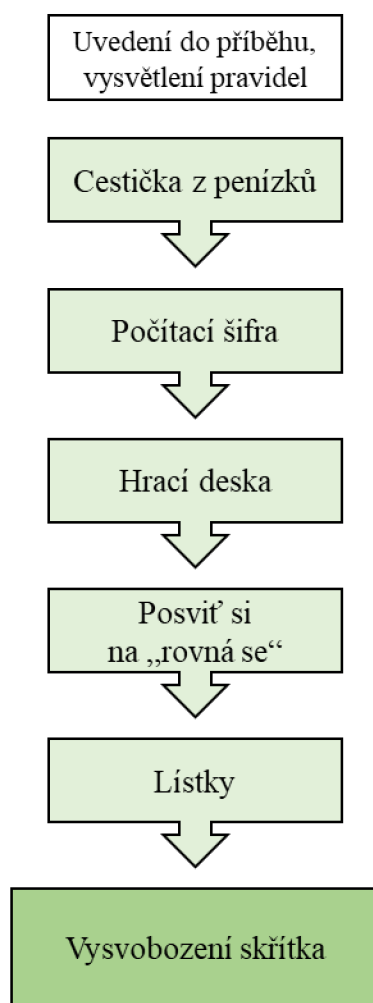 Uvedení do příběhu,
vysvětlení pravidel
Cestička z penízků
Počítací šifra
Hrací deska
Posviť si
na „rovná se“
Lístky
Vysvobození skřítka